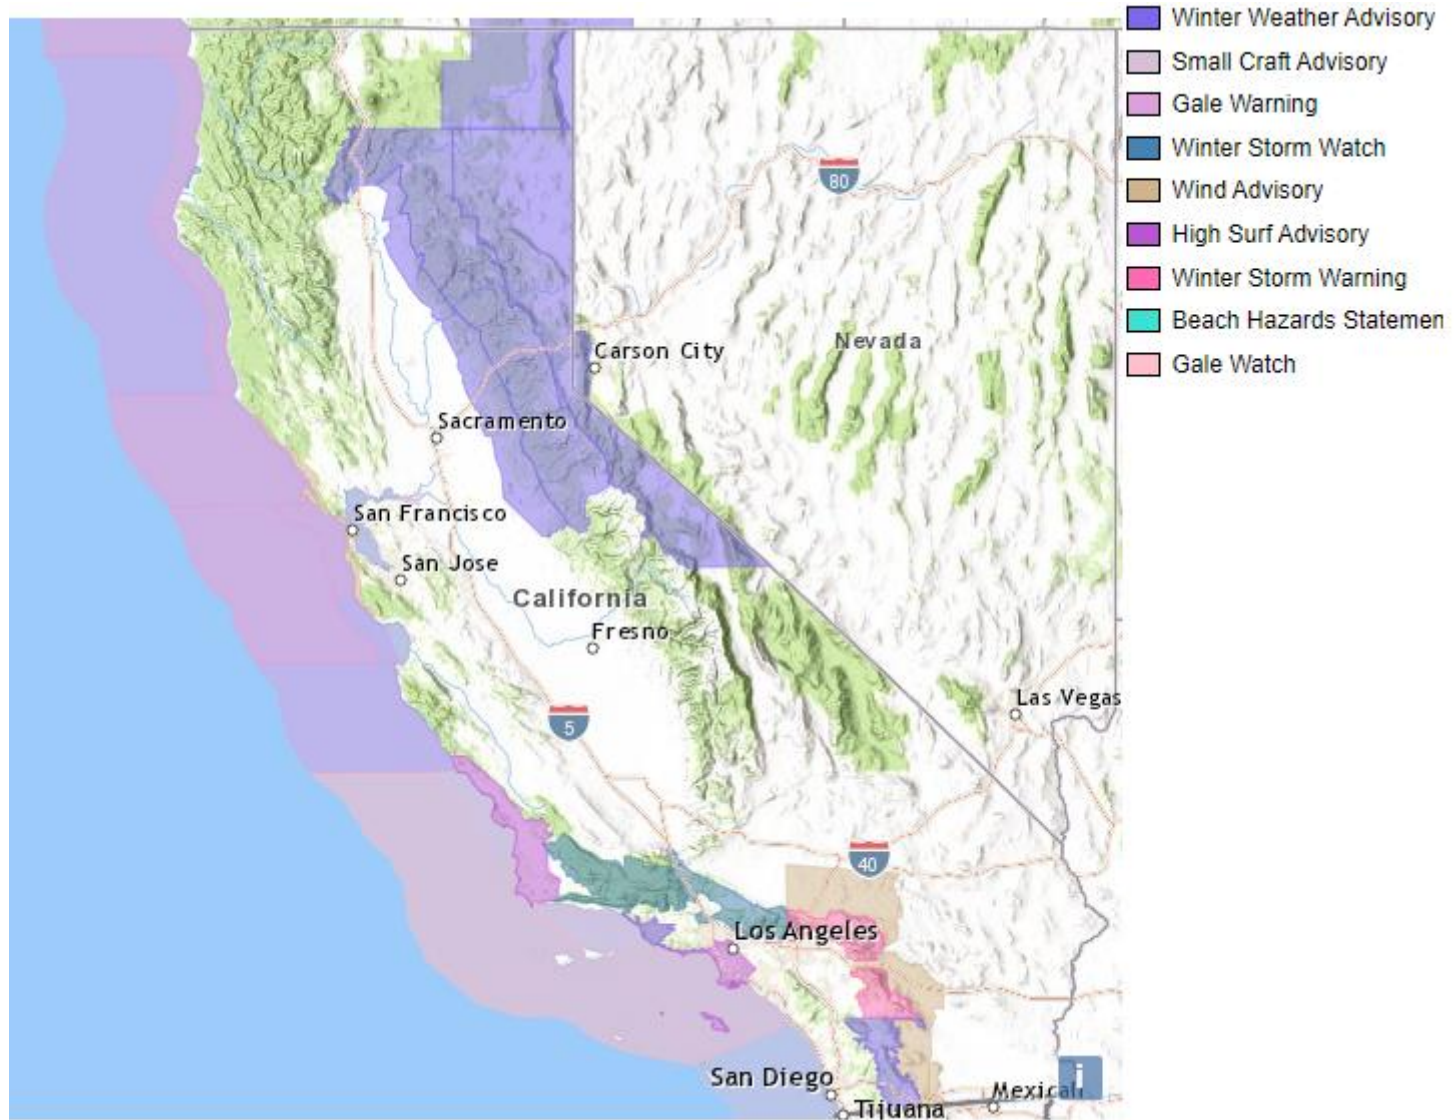 Winter Weather Advisory
Small Craft Advisory
Gale Warning
Winter Storm Watch
Wind Advisory
High Surf Advisory
Winter Storm Warning
Beach Hazards Statemen
Gale Watch
80
Nevada
Carson City
Sacramento
San Francisco
San Jose
California
Fresno
Las Vegas
5
40
Los Angeles
San Diego
Mexicali
Tijuana
i